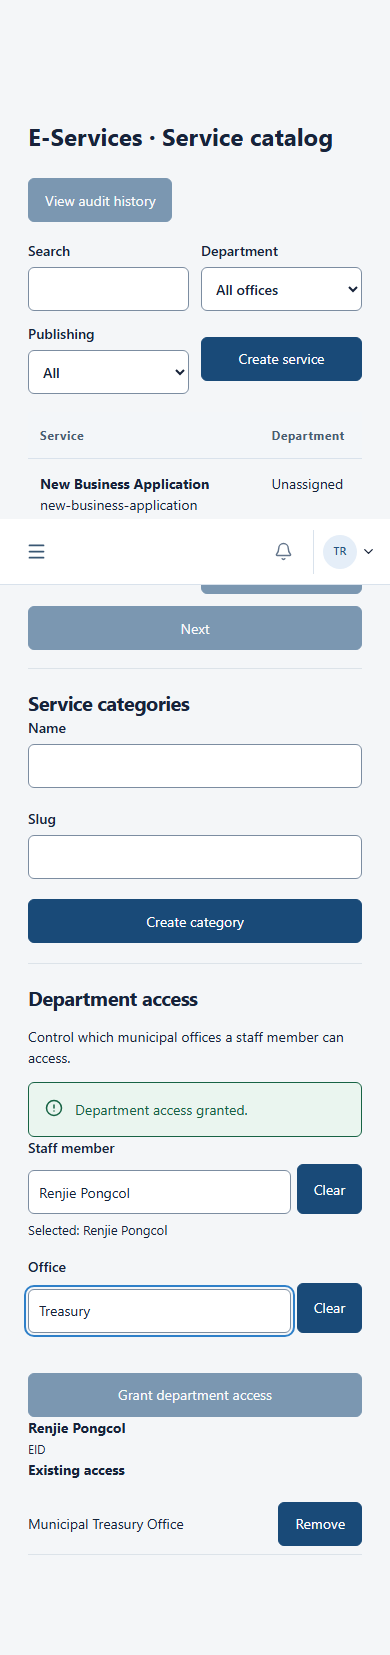 E-Services · Service catalog
View audit history
Search
Department
All offices
Publishing
All
Create service
Service
Department
New Business Application
Unassigned
new-business-application
TR
Next
Service categories
Name
Slug
Create category
Department access
Control which municipal offices a staff member can
access.
Department access granted.
Staff member
Renjie Pongcol
Clear
Selected: Renjie Pongcol
Office
Treasury
Clear
Grant department access
Renjie Pongcol
EID
Existing access
Municipal Treasury Office
Remove